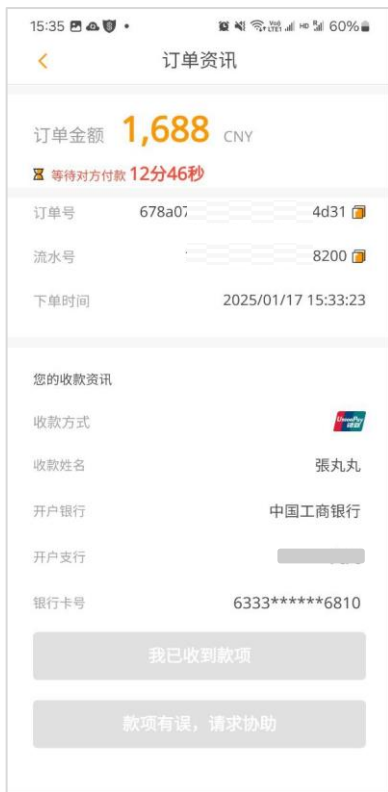 15:35 60%
订单资讯
订单金额 1,688 CNY
等待对方付款 12分46秒
订单号 678a07 4d31
流水号 8200
下单时间 2025/01/17 15:33:23
您的收款资讯
收款方式 UnionPay 银联
收款姓名 張丸丸
开户银行 中国工商银行
开户支行
银行卡号 6333******6810
我已收到款项
款项有误，请求协助